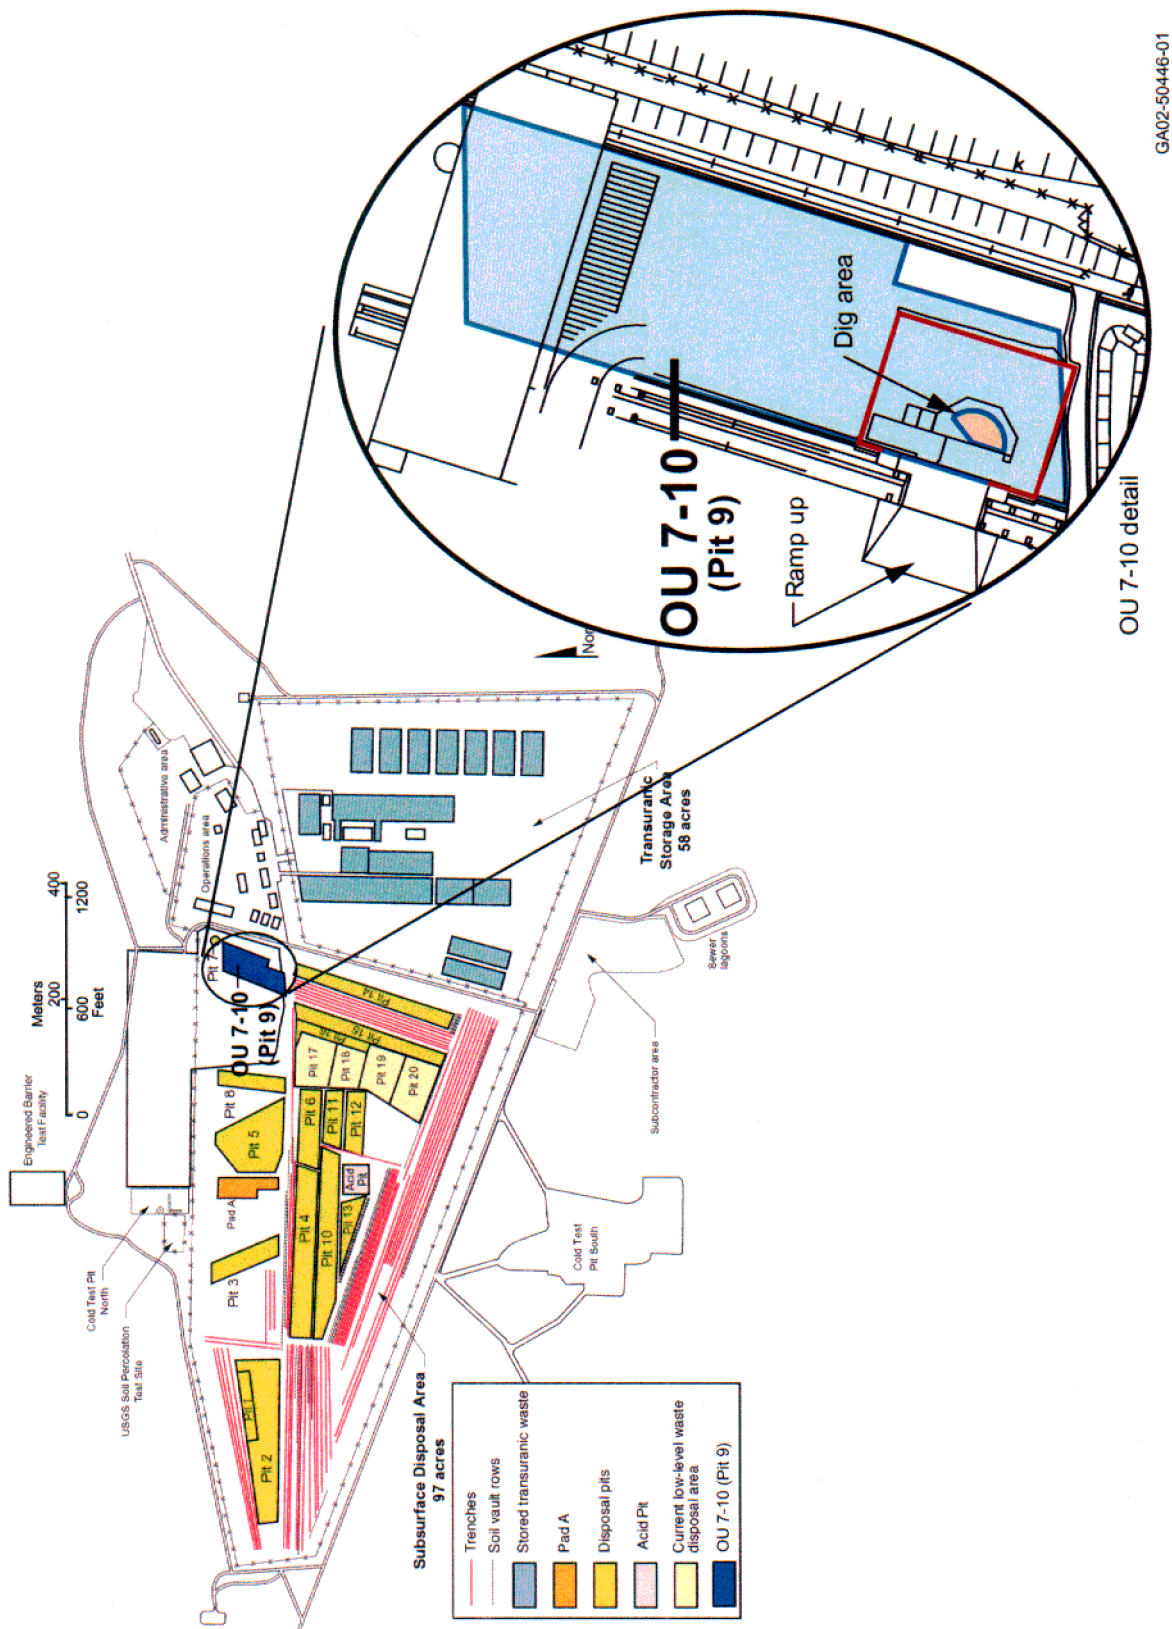 Engineered Barrier
Test Facility
Meters
0
200
400
0
600
1200
Feet
Cold Test Pit
North
USGS Soil Percolation
Test Site
Administrative area
Operations area
Pit 7
OU 7-10
(Pit 9)
Pit 8
Pit 5
Pad A
Pit 3
Pit 1
Pit 2
Pit 4
Pit 10
Pit 6
Pit 11
Pit 12
Acid
Pit
Pit 13
Pit 17
Pit 18
Pit 19
Pit 20
Pit 16
Pit 15
Pit 14
Transuranic
Storage Area
58 acres
Sewer
lagoons
Subcontractor area
Cold Test
Pit South
Subsurface Disposal Area
97 acres
Trenches
Soil vault rows
Stored transuranic waste
Pad A
Disposal pits
Acid Pit
Current low-level waste
disposal area
OU 7-10 (Pit 9)
OU 7-10
(Pit 9)
Dig area
Ramp up
OU 7-10 detail
GA02-50446-01